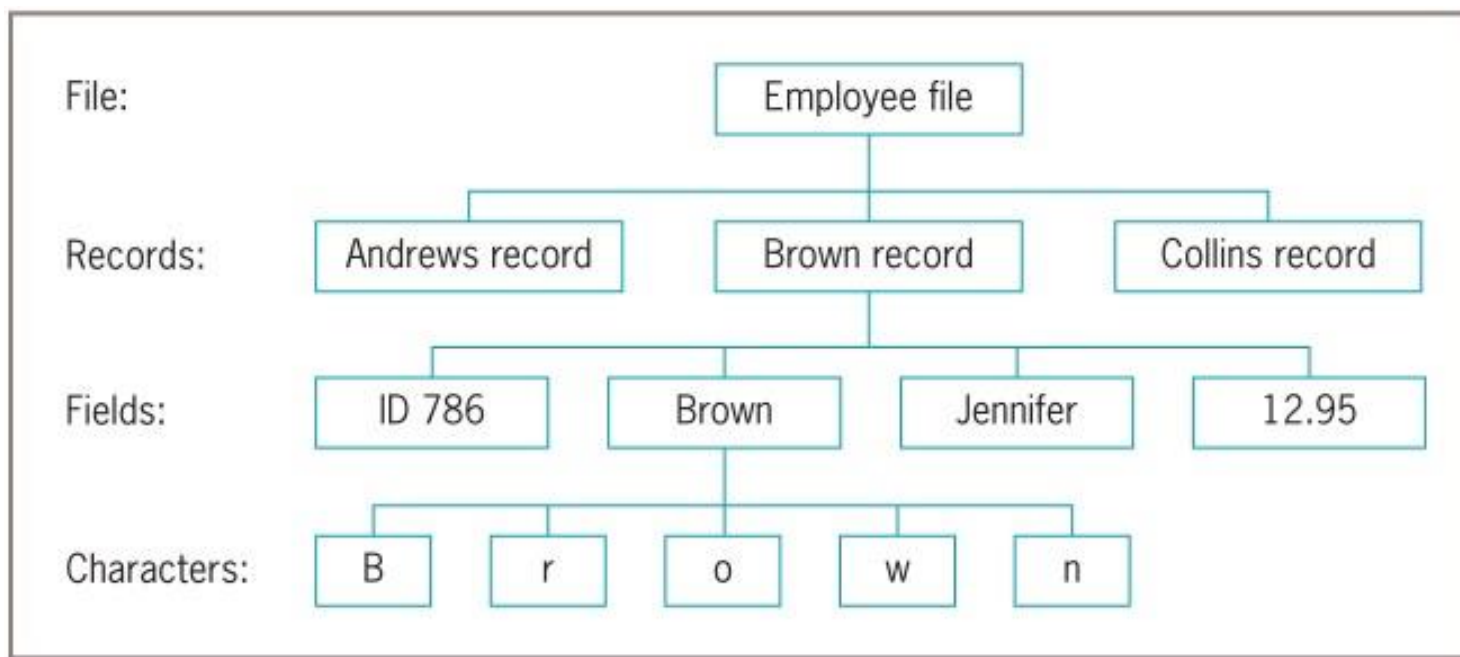 File: Employee file
Records: Andrews record Brown record Collins record
Fields: ID 786 Brown Jennifer 12.95
Characters: B r o w n